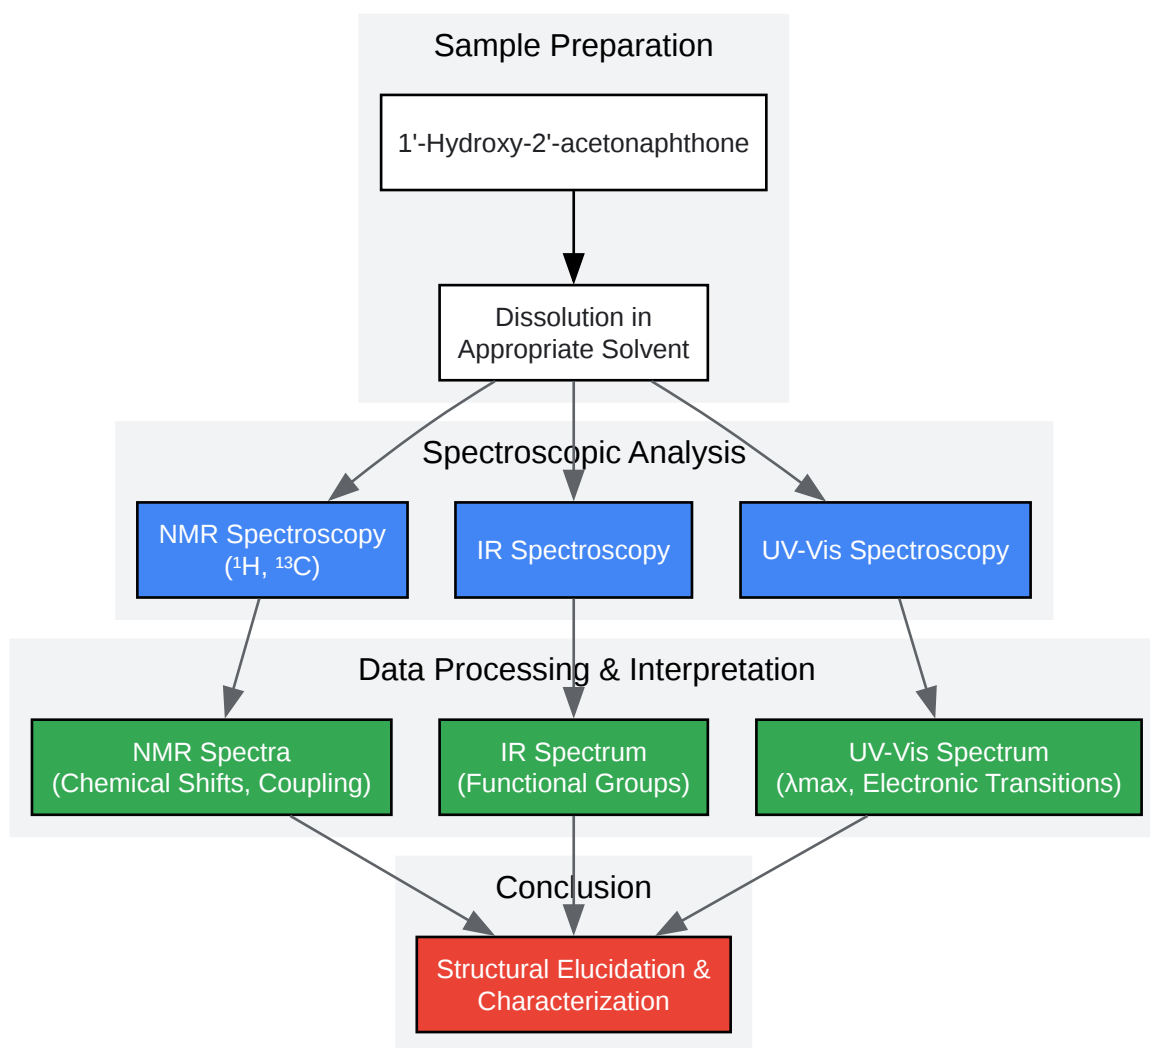 Sample Preparation
1'-Hydroxy-2'-acetonaphthone
Dissolution in
Appropriate Solvent
Spectroscopic Analysis
NMR Spectroscopy
(¹H, ¹³C)
IR Spectroscopy
UV-Vis Spectroscopy
Data Processing & Interpretation
NMR Spectra
(Chemical Shifts, Coupling)
IR Spectrum
(Functional Groups)
UV-Vis Spectrum
(λmax, Electronic Transitions)
Conclusion
Structural Elucidation &
Characterization